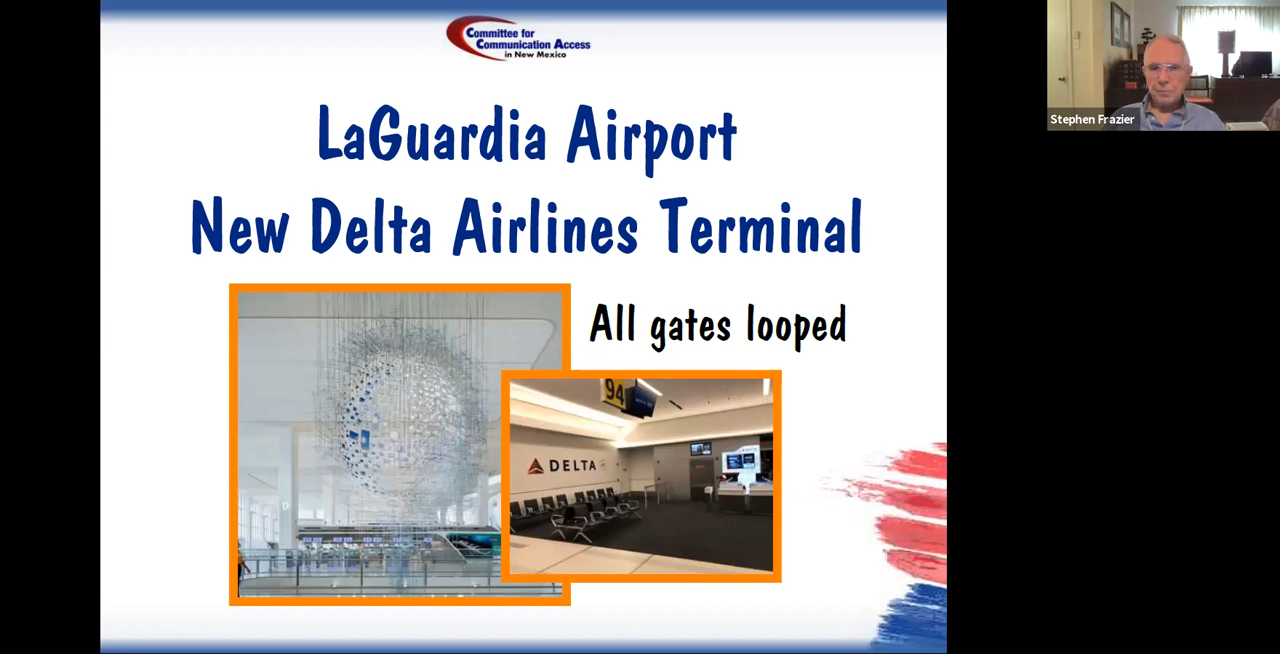 Committee for
Communication Access
in New Mexico
Stephen Frazier
LaGuardia Airport
New Delta Airlines Terminal
All gates looped
94
DELTA